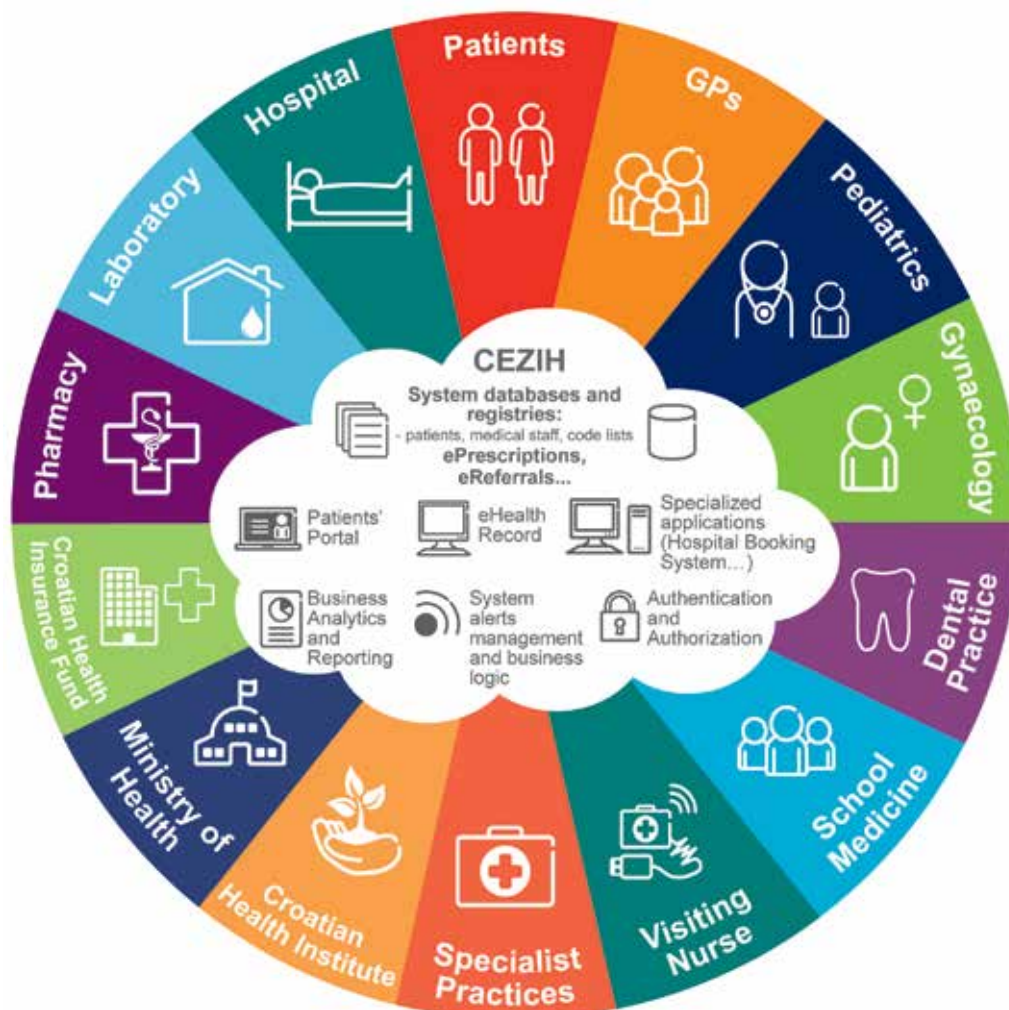 Patients
GPs
Pediatrics
Gynaecology
Dental
Practice
School
Medicine
Visiting
Nurse
Specialist
Practices
Croatian
Health Institute
Ministry of
Health
Croatian Health
Insurance Fund
Pharmacy
Laboratory
Hospital
CEZIH
System databases and
registries:
- patients, medical staff, code lists
ePrescriptions,
eReferrals...
Patients'
Portal
eHealth
Record
Specialized
applications
(Hospital Booking
System...)
Business
Analytics
and
Reporting
System
alerts
management
and business
logic
Authentication
and
Authorization